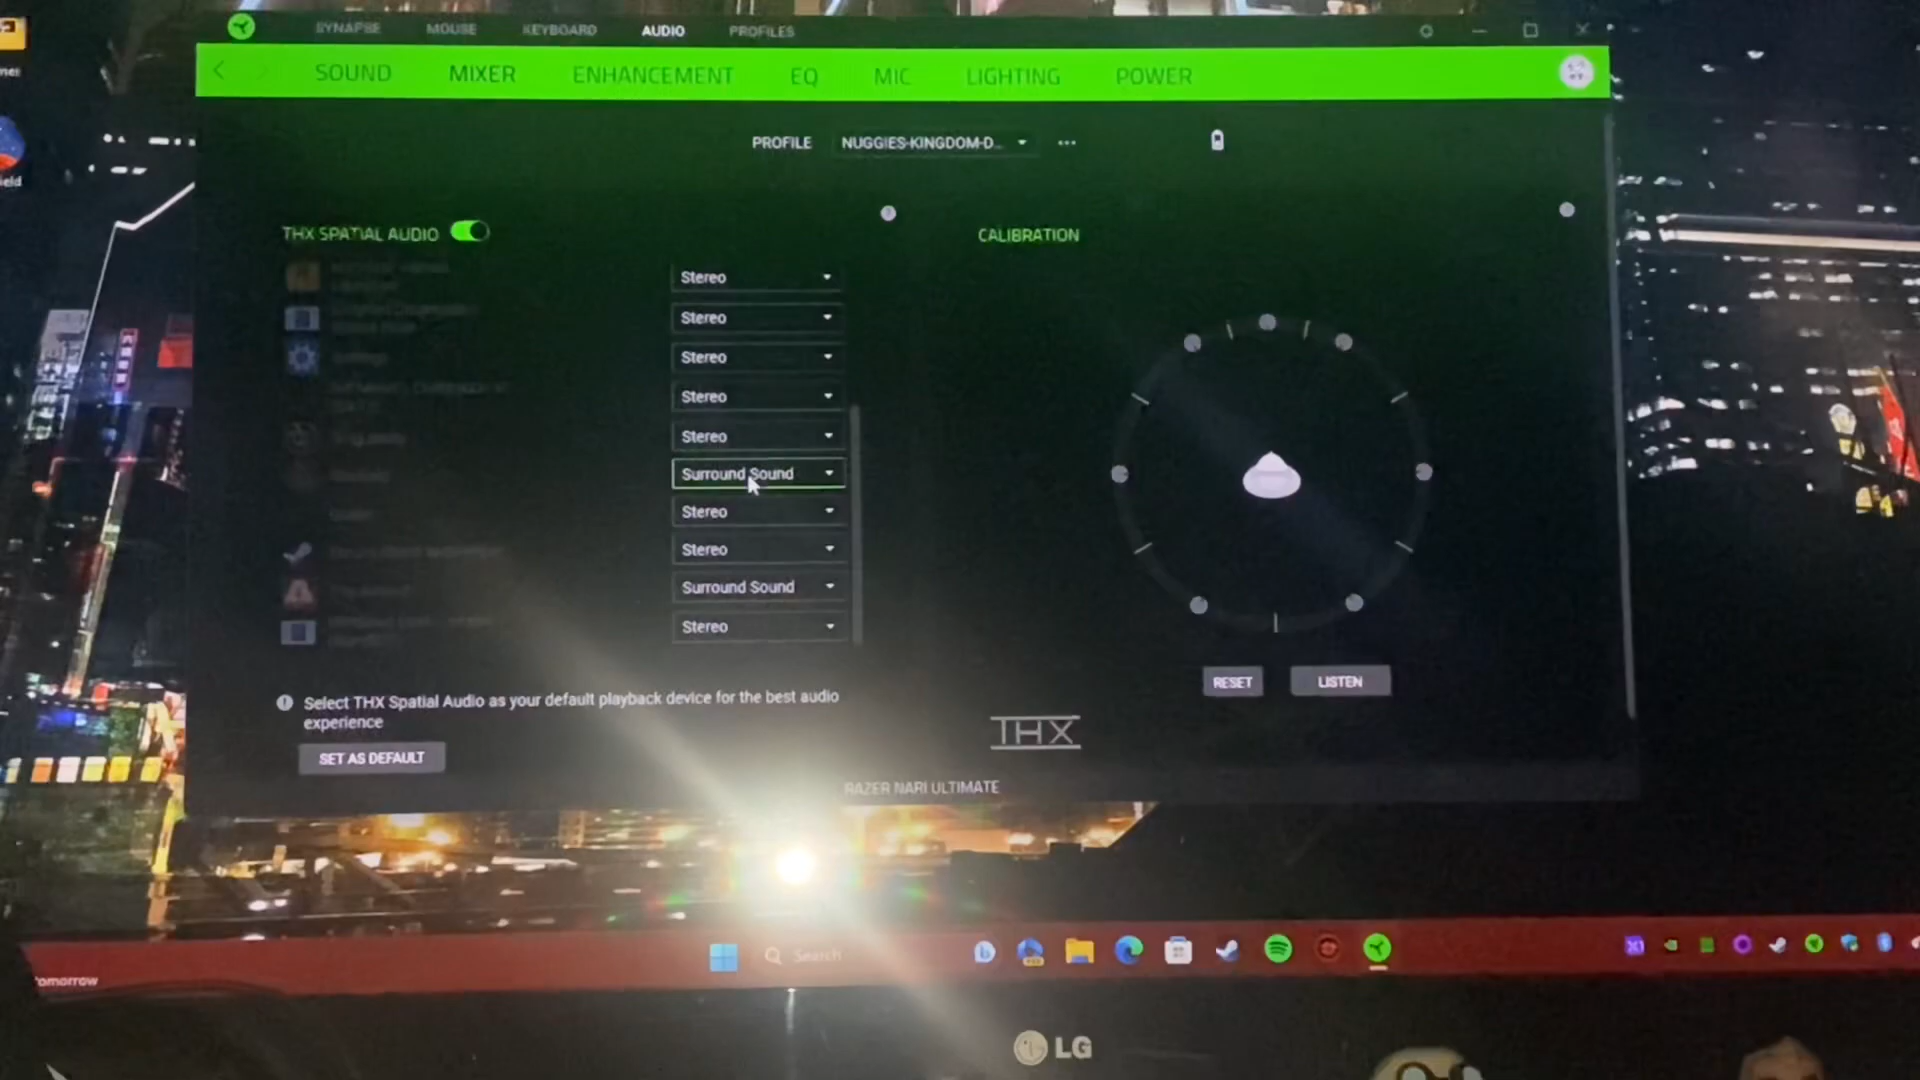 SYNAPSE MOUSE KEYBOARD AUDIO PROFILES
SOUND MIXER ENHANCEMENT EQ MIC LIGHTING POWER
PROFILE NUGGIES-KINGDOM-D...
THX SPATIAL AUDIO
CALIBRATION
Stereo
Stereo
Stereo
Stereo
Stereo
Surround Sound
Stereo
Stereo
Surround Sound
Stereo
Select THX Spatial Audio as your default playback device for the best audio
experience
SET AS DEFAULT
RESET LISTEN
THX
RAZER NARI ULTIMATE
Search
LG